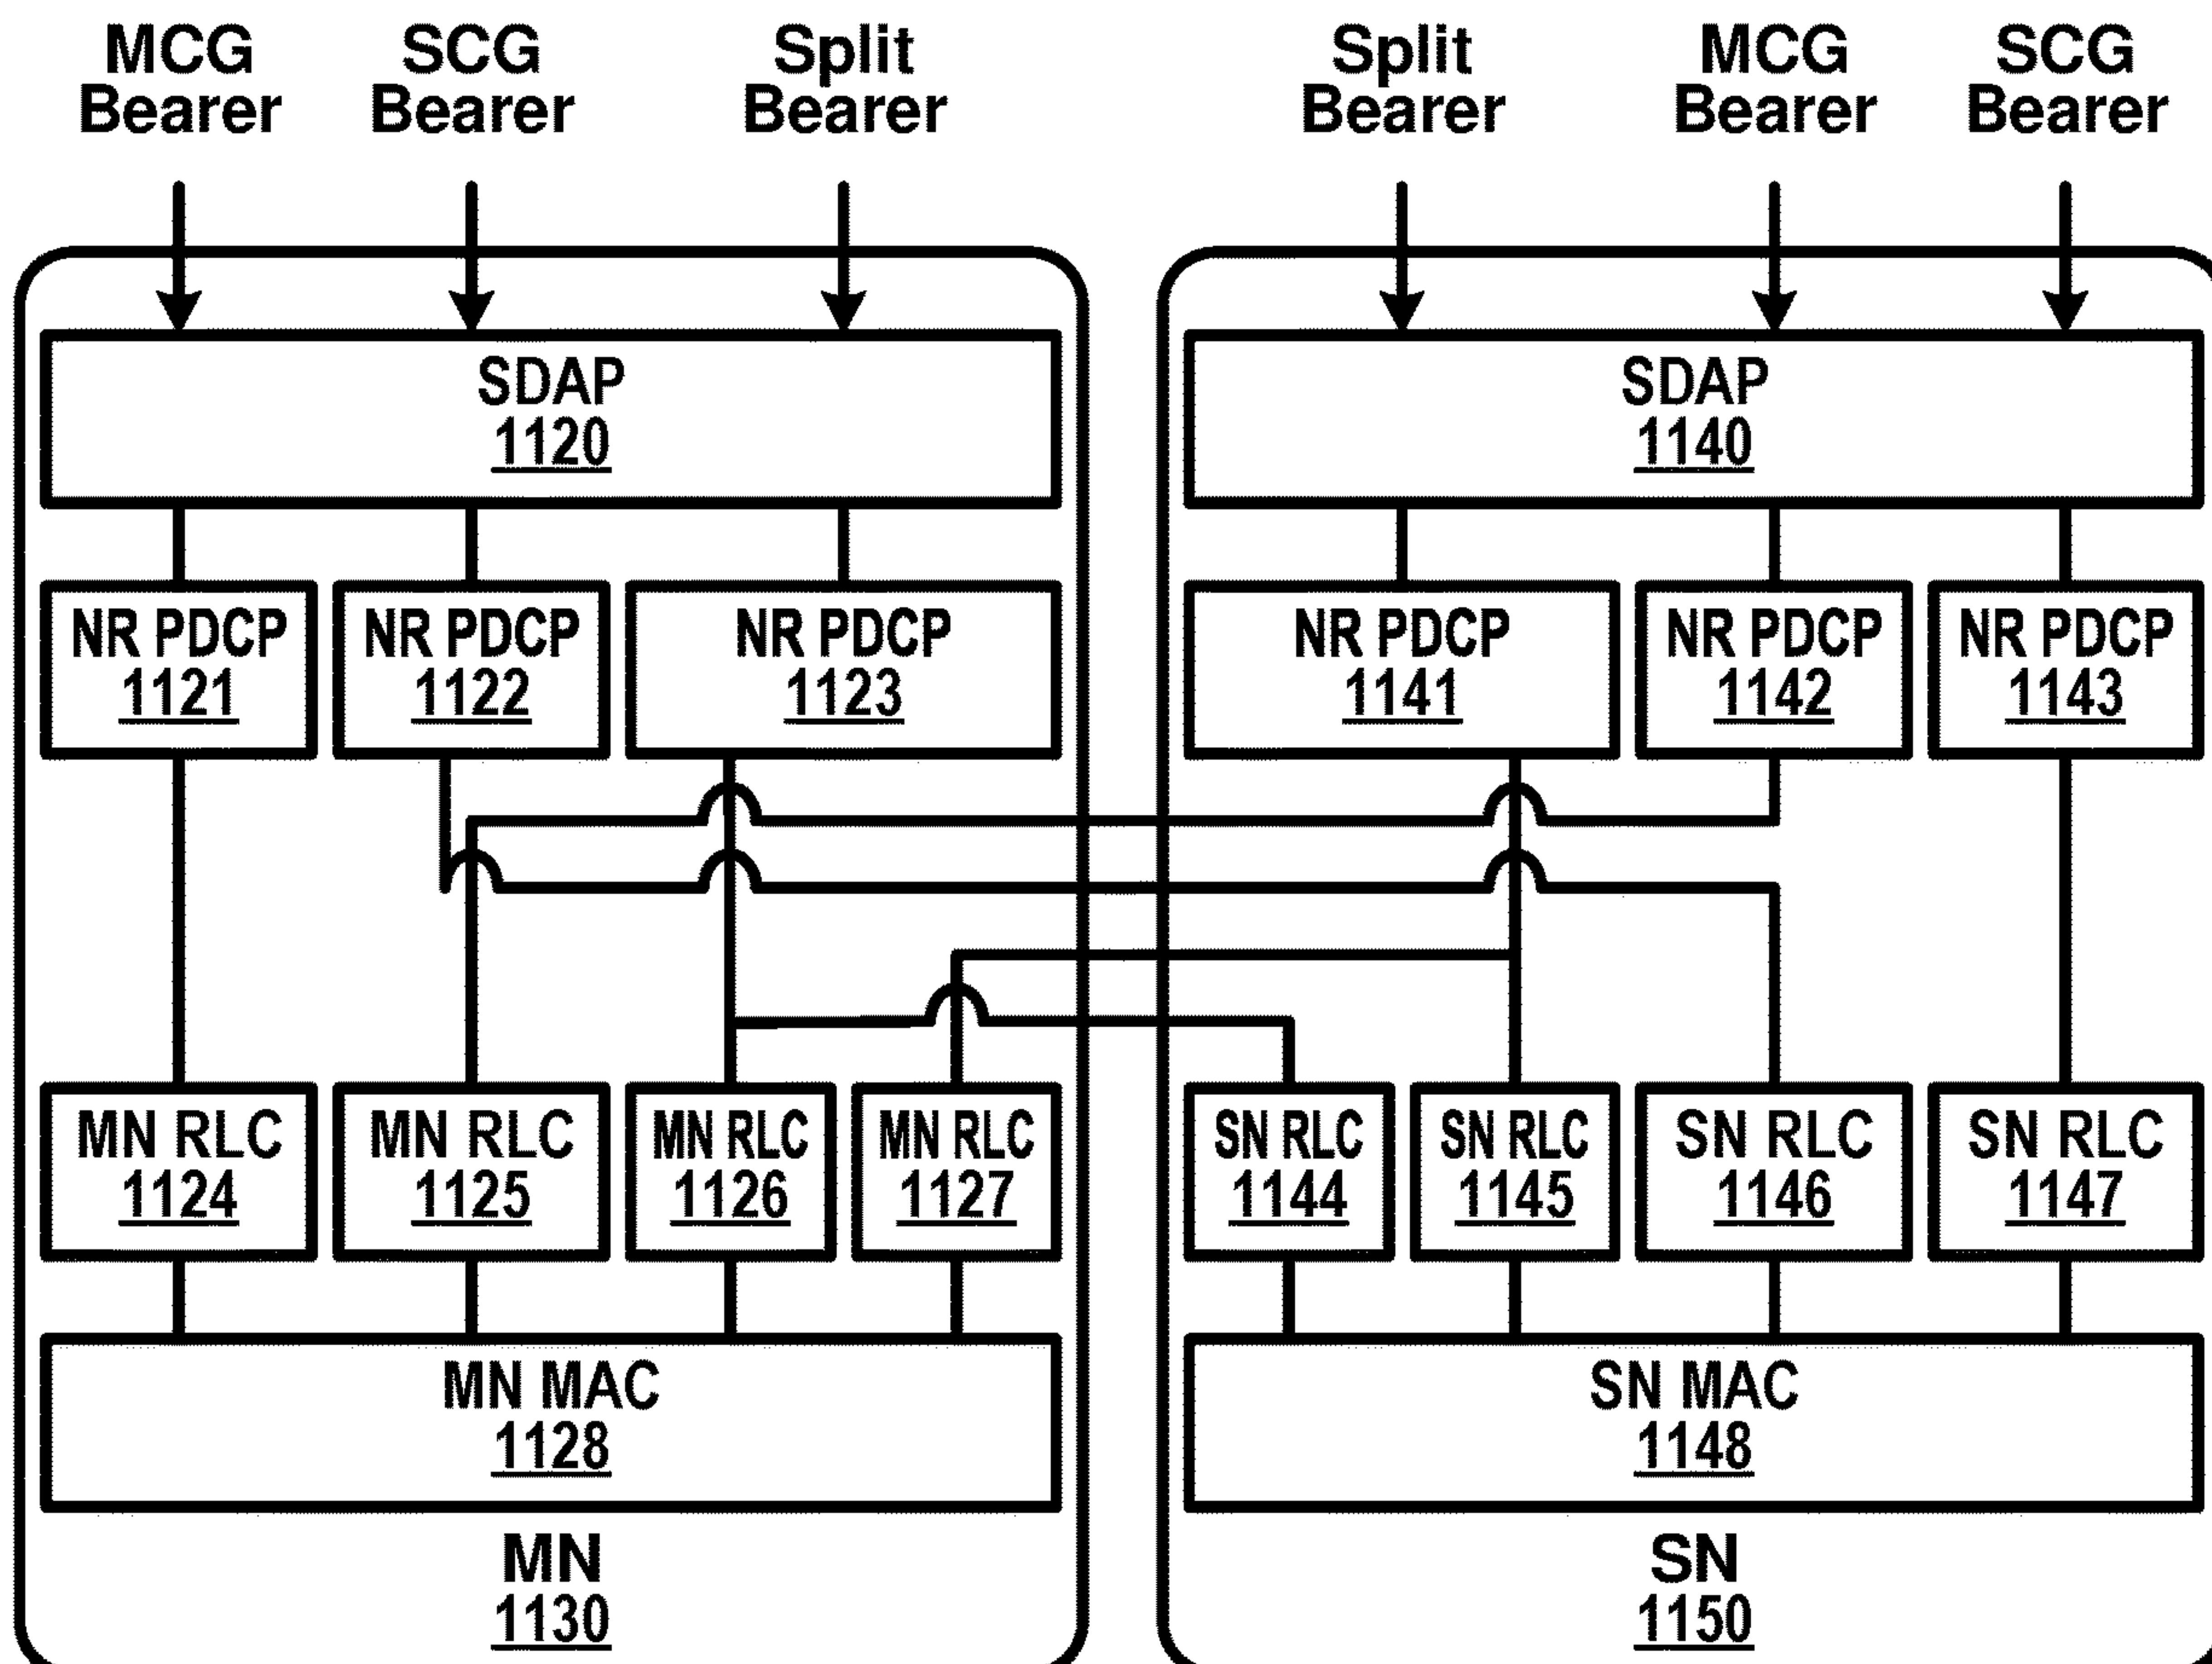 MCG
Bearer
SCG
Bearer
Split
Bearer
Split
Bearer
MCG
Bearer
SCG
Bearer
SDAP
1120
SDAP
1140
NR PDCP
1121
NR PDCP
1122
NR PDCP
1123
NR PDCP
1141
NR PDCP
1142
NR PDCP
1143
MN RLC
1124
MN RLC
1125
MN RLC
1126
MN RLC
1127
SN RLC
1144
SN RLC
1145
SN RLC
1146
SN RLC
1147
MN MAC
1128
SN MAC
1148
MN
1130
SN
1150